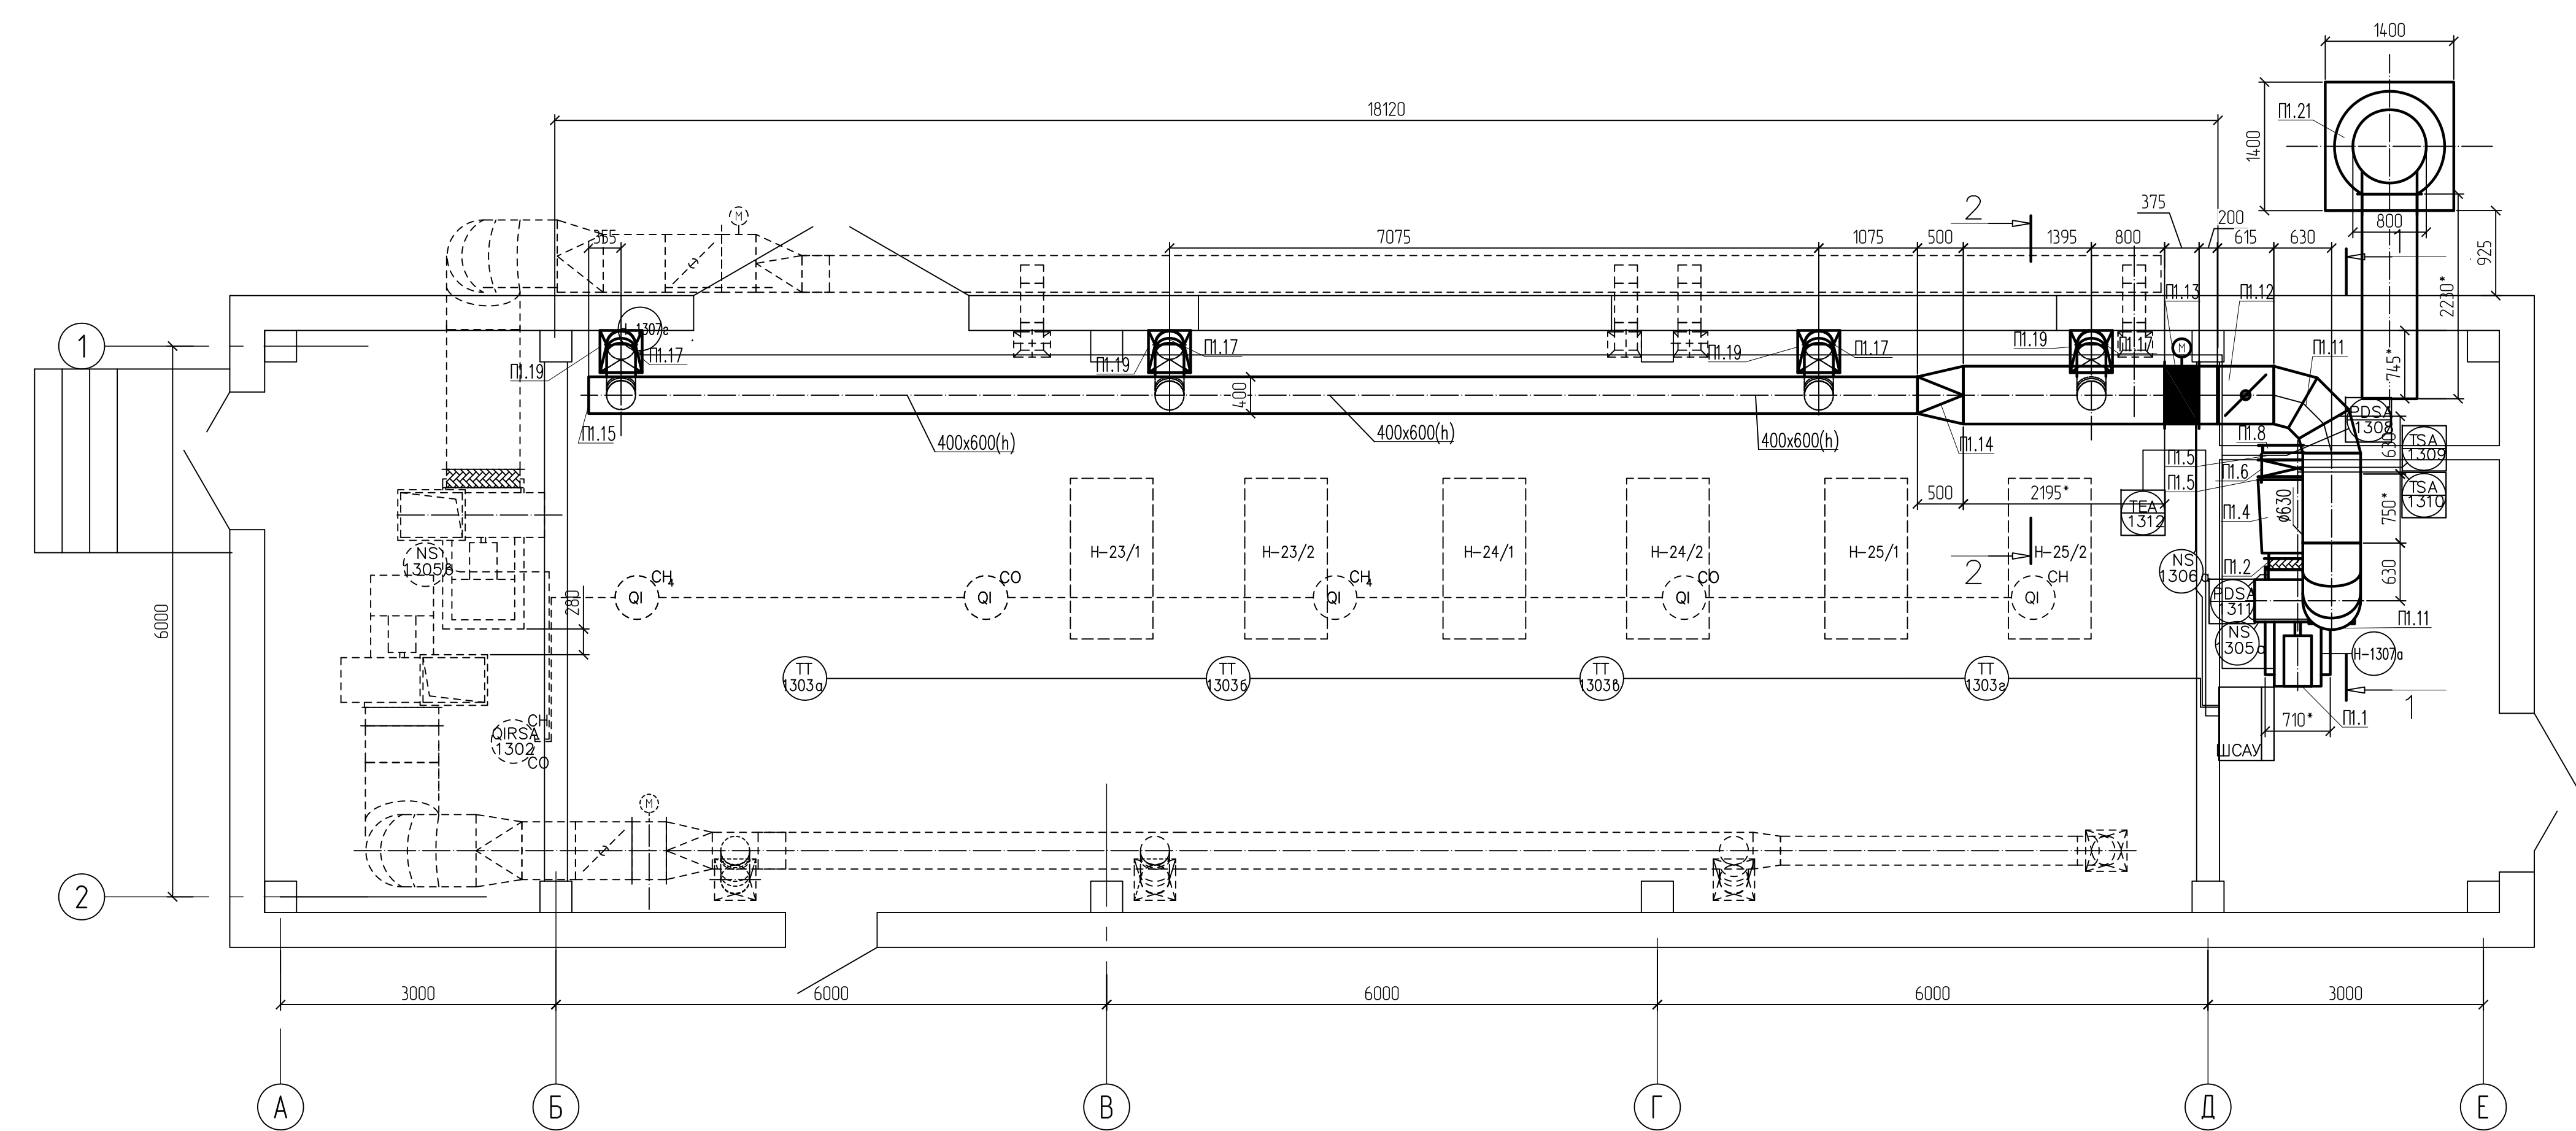 1400
18120
П1.21
1400
2
375
200
355
7075
1075
500
1395
800
615
630
800
1
925
2230*
М
П1.13
П1.12
1
Н-1307г
П1.19
П1.17
П1.19
П1.17
П1.19
П1.17
П1.19
П1.17
М
П1.11
745*
400
П1.15
400х600(h)
400х600(h)
400х600(h)
П1.14
PDSA
1308
П1.8
630
TSA
1309
П1.5
П1.6
П1.5
TSA
1310
500
2195*
TEA
1312
П1.4
ø630
750*
NS
1305в
Н-23/1
Н-23/2
Н-24/1
Н-24/2
Н-25/1
Н-25/2
2
NS
1306а
П1.2
630
QI
CH4
QI
CO
QI
CH4
QI
CO
QI
CH
280
6000
PDSA
1311
NS
1305а
П1.11
Н-1307а
TT
1303а
TT
1303б
TT
1303в
TT
1303г
1
710*
П1.1
CH
QIRSA
1302
CO
ШСАУ
М
2
3000
6000
6000
6000
3000
А
Б
В
Г
Д
Е